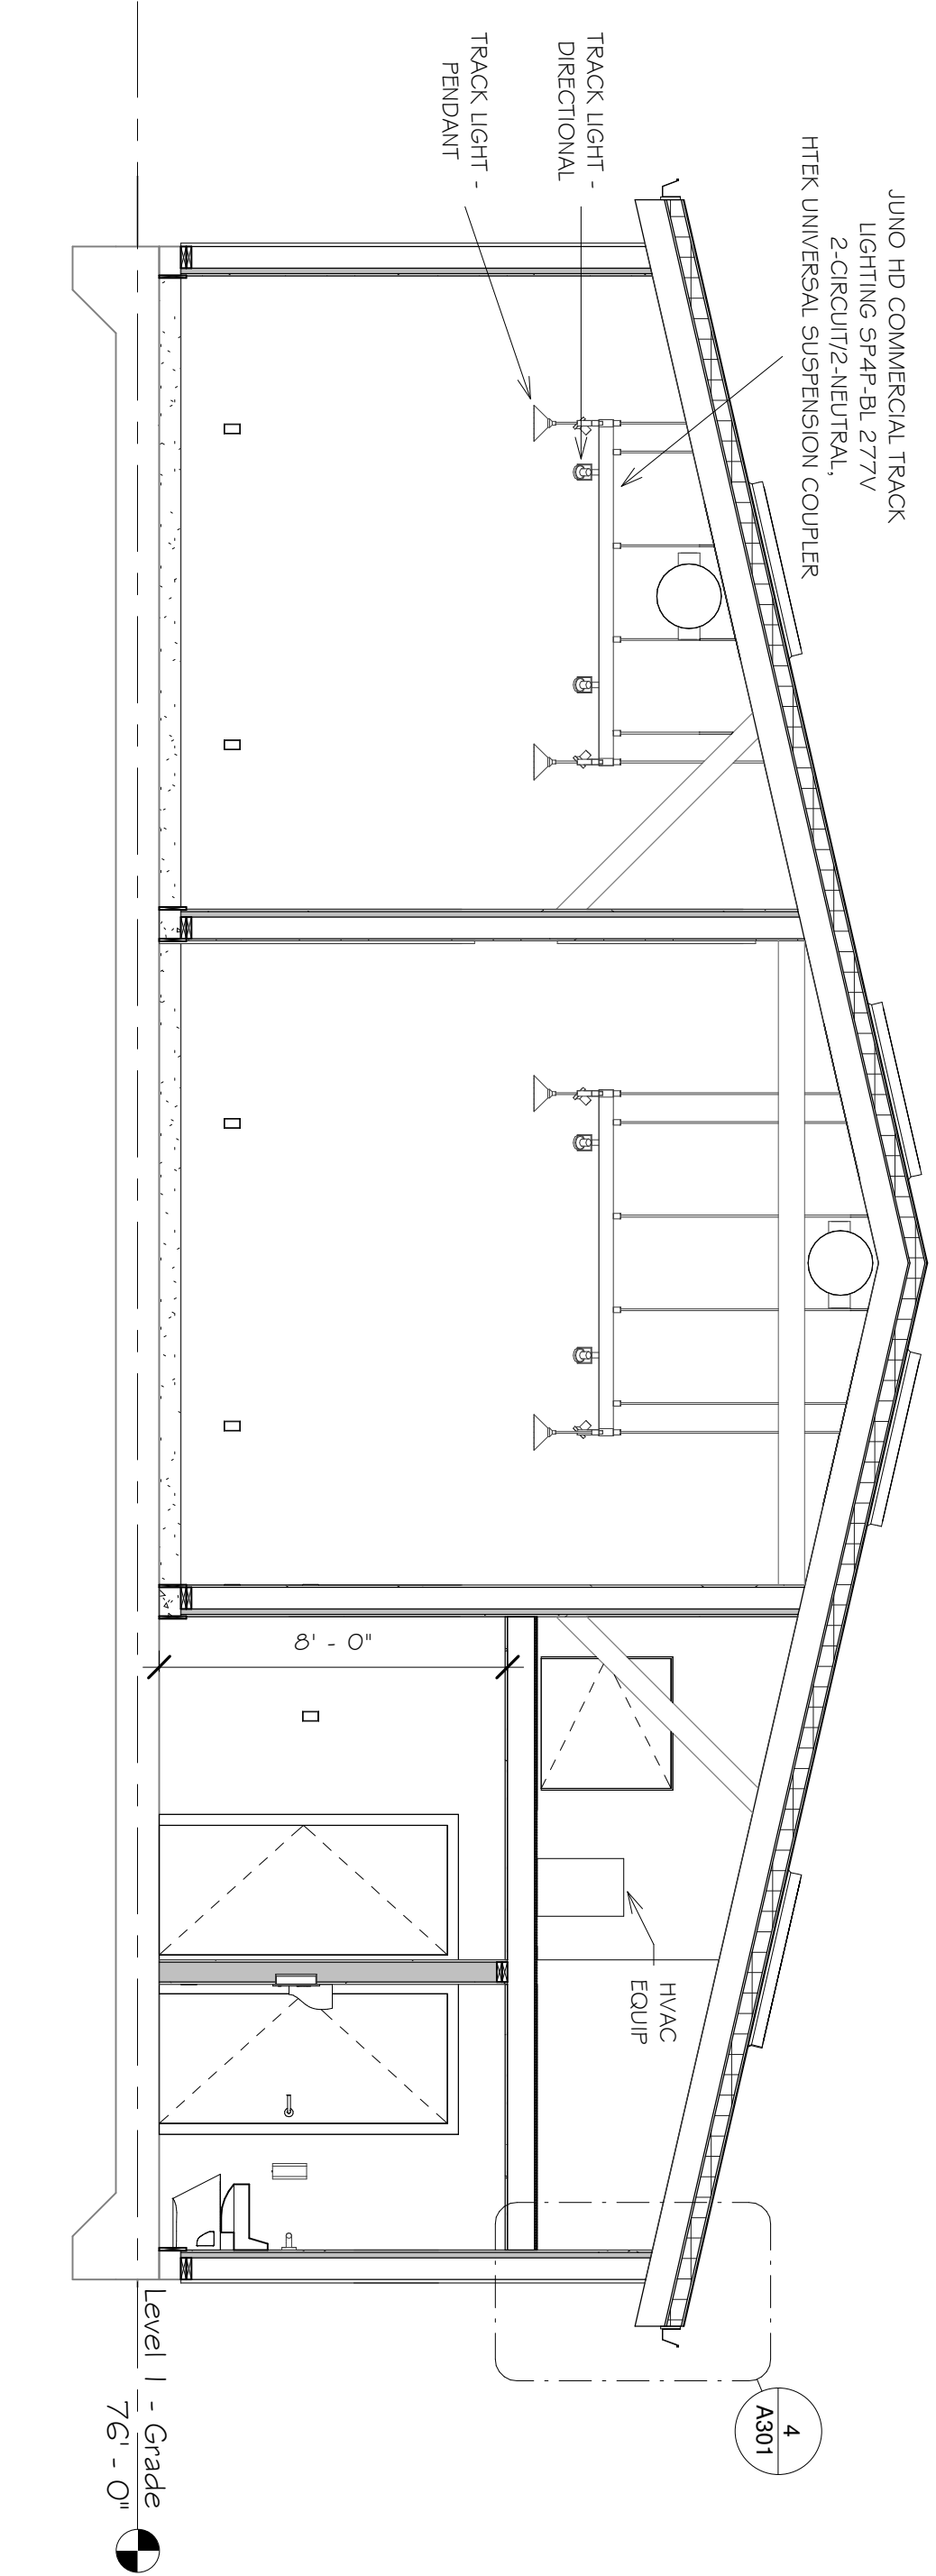 JUNO HD COMMERCIAL TRACK
LIGHTING SP4P-BL 277V
2-CIRCUIT/2-NEUTRAL,
HTEK UNIVERSAL SUSPENSION COUPLER
TRACK LIGHT -
DIRECTIONAL
TRACK LIGHT -
PENDANT
8' - 0"
HVAC
EQUIP
4
A301
Level 1 - Grade
76' - 0"